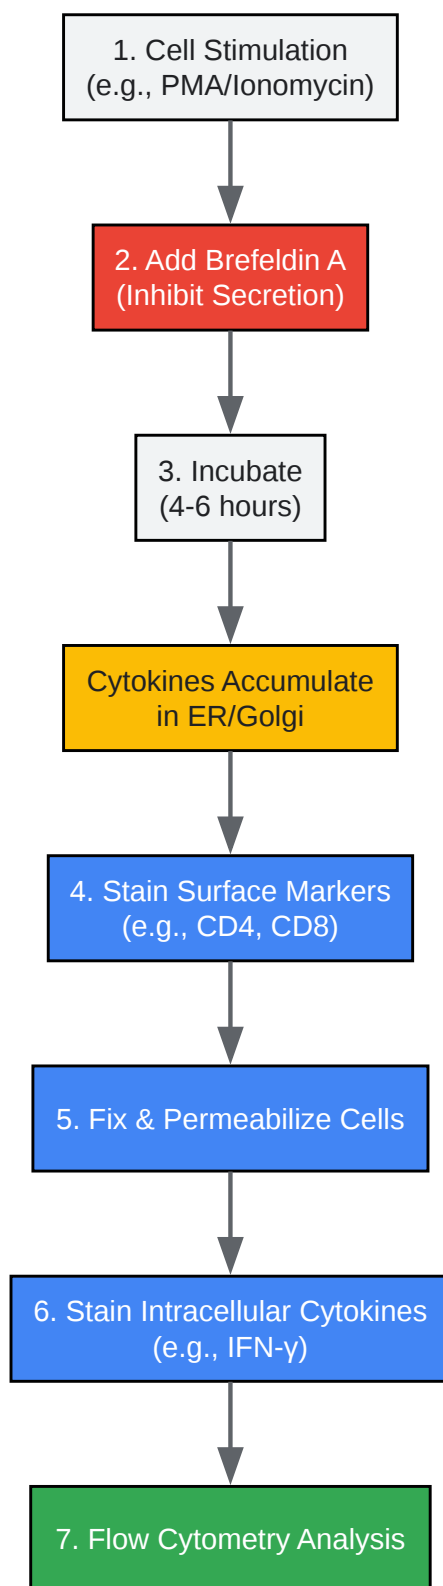 1. Cell Stimulation
(e.g., PMA/Ionomycin)
2. Add Brefeldin A
(Inhibit Secretion)
3. Incubate
(4-6 hours)
Cytokines Accumulate
in ER/Golgi
4. Stain Surface Markers
(e.g., CD4, CD8)
5. Fix & Permeabilize Cells
6. Stain Intracellular Cytokines
(e.g., IFN-γ)
7. Flow Cytometry Analysis